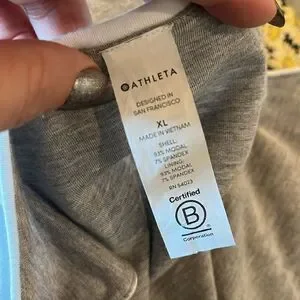 ATHLETA
DESIGNED IN
SAN FRANCISCO
XL
MADE IN VIETNAM
SHELL:
93% MODAL
7% SPANDEX
LINING:
93% MODAL
7% SPANDEX
RN 54023
Certified
B
Corporation